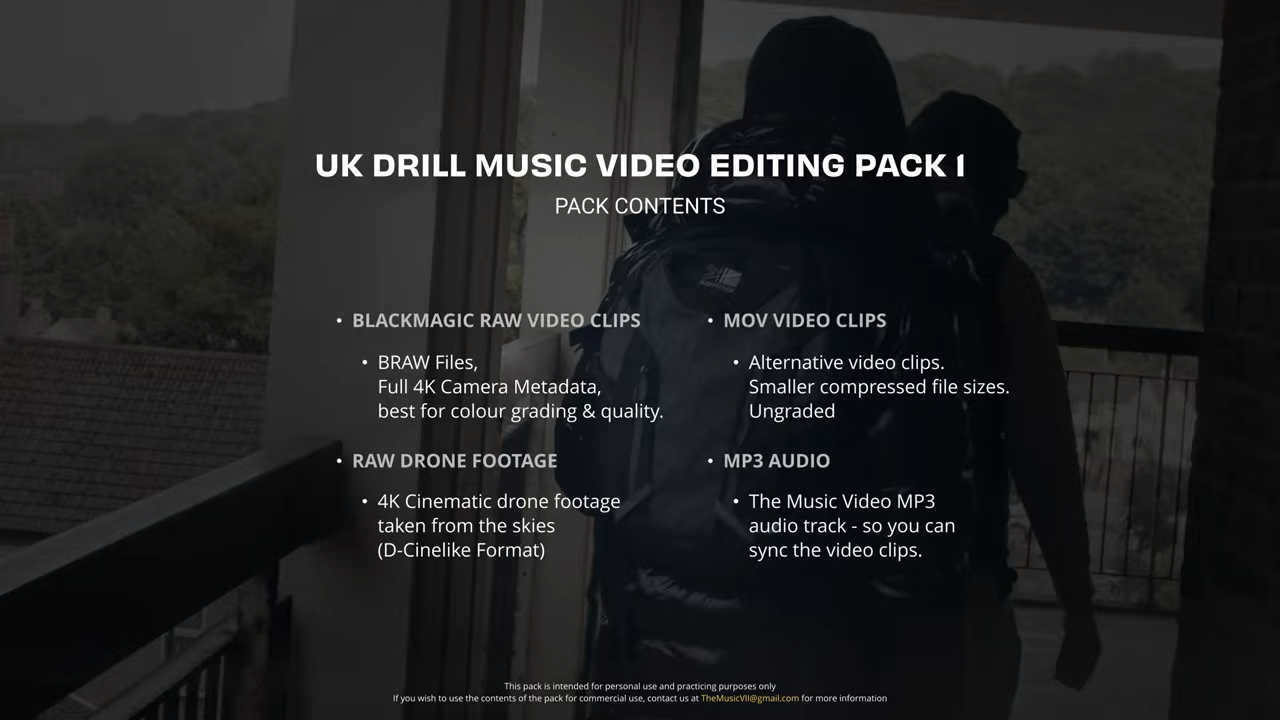 UK DRILL MUSIC VIDEO EDITING PACK 1
PACK CONTENTS
• BLACKMAGIC RAW VIDEO CLIPS
• BRAW Files,
Full 4K Camera Metadata,
best for colour grading & quality.
• RAW DRONE FOOTAGE
• 4K Cinematic drone footage
taken from the skies
(D-Cinelike Format)
• MOV VIDEO CLIPS
• Alternative video clips.
Smaller compressed file sizes.
Ungraded
• MP3 AUDIO
• The Music Video MP3
audio track - so you can
sync the video clips.
This pack is intended for personal use and practicing purposes only
If you wish to use the contents of the pack for commercial use, contact us at TheMusicVII@gmail.com for more information